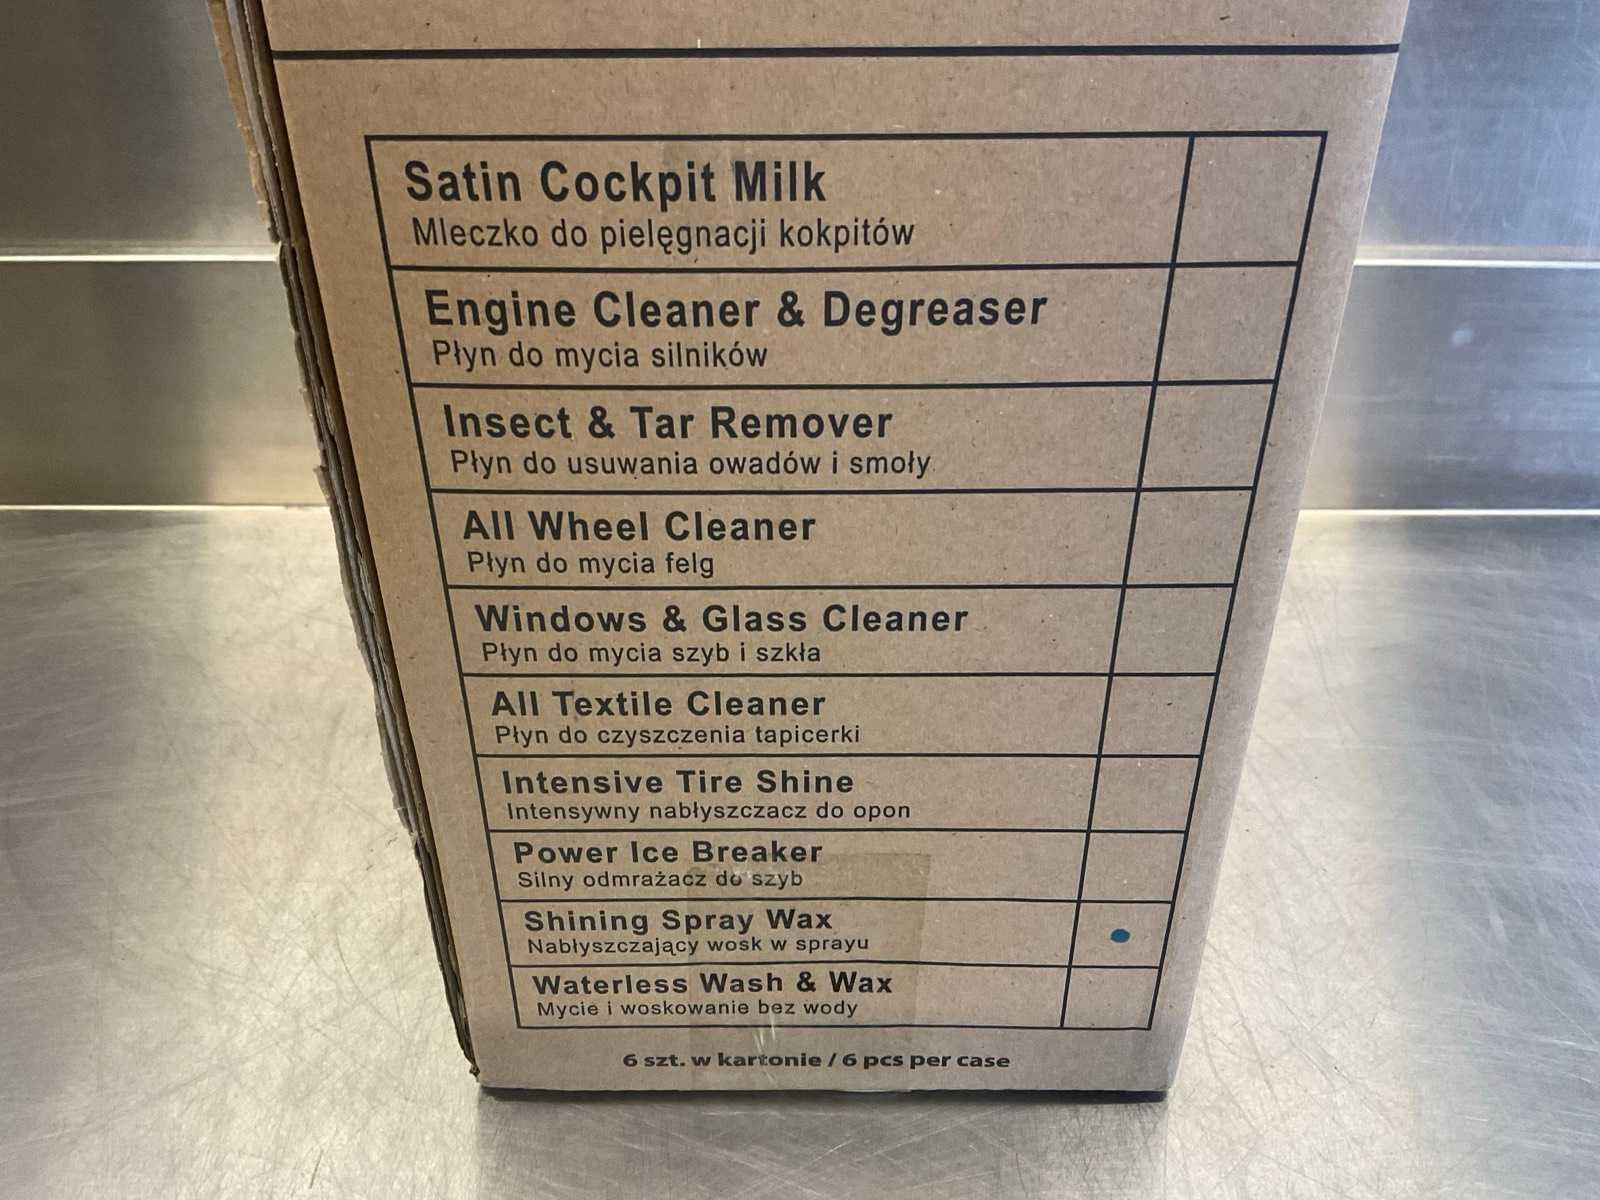 Satin Cockpit Milk
Mleczko do pielęgnacji kokpitów
Engine Cleaner & Degreaser
Płyn do mycia silników
Insect & Tar Remover
Płyn do usuwania owadów i smoły
All Wheel Cleaner
Płyn do mycia felg
Windows & Glass Cleaner
Płyn do mycia szyb i szkła
All Textile Cleaner
Płyn do czyszczenia tapicerki
Intensive Tire Shine
Intensywny nabłyszczacz do opon
Power Ice Breaker
Silny odmrażacz do szyb
Shining Spray Wax
Nabłyszczający wosk w sprayu
Waterless Wash & Wax
Mycie i woskowanie bez wody
6 szt. w kartonie / 6 pcs per case